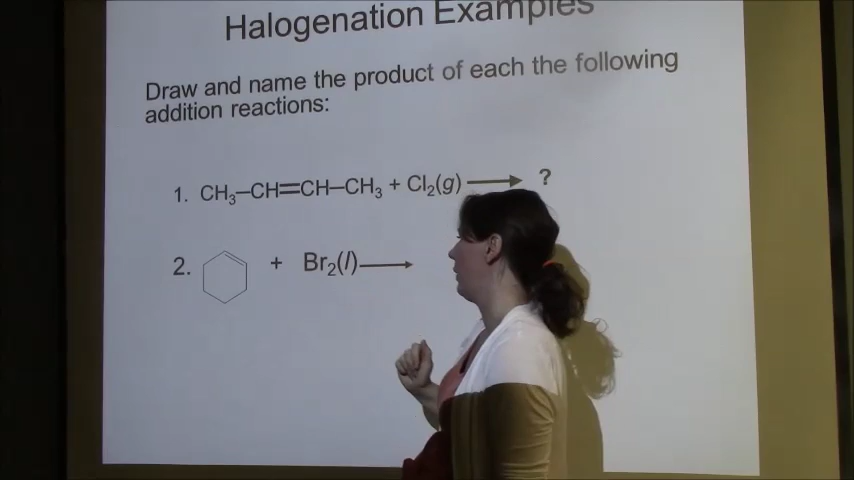 Halogenation Examples
Draw and name the product of each the following
addition reactions:
1. CH₃–CH=CH–CH₃ + Cl₂(g) ⟶ ?
2. + Br₂(l) ⟶